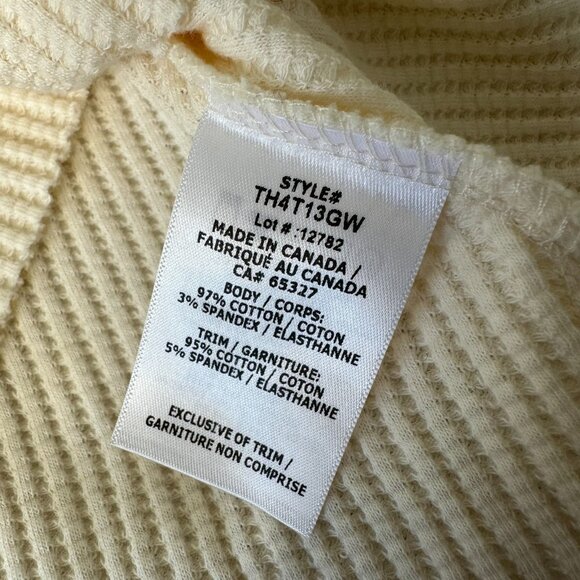 STYLE#
TH4T13GW
Lot # :12782
MADE IN CANADA /
FABRIQUÉ AU CANADA
CA# 65327
BODY / CORPS:
97% COTTON / COTON
3% SPANDEX / ELASTHANNE
TRIM / GARNITURE:
95% COTTON / COTON
5% SPANDEX / ELASTHANNE
EXCLUSIVE OF TRIM /
GARNITURE NON COMPRISE